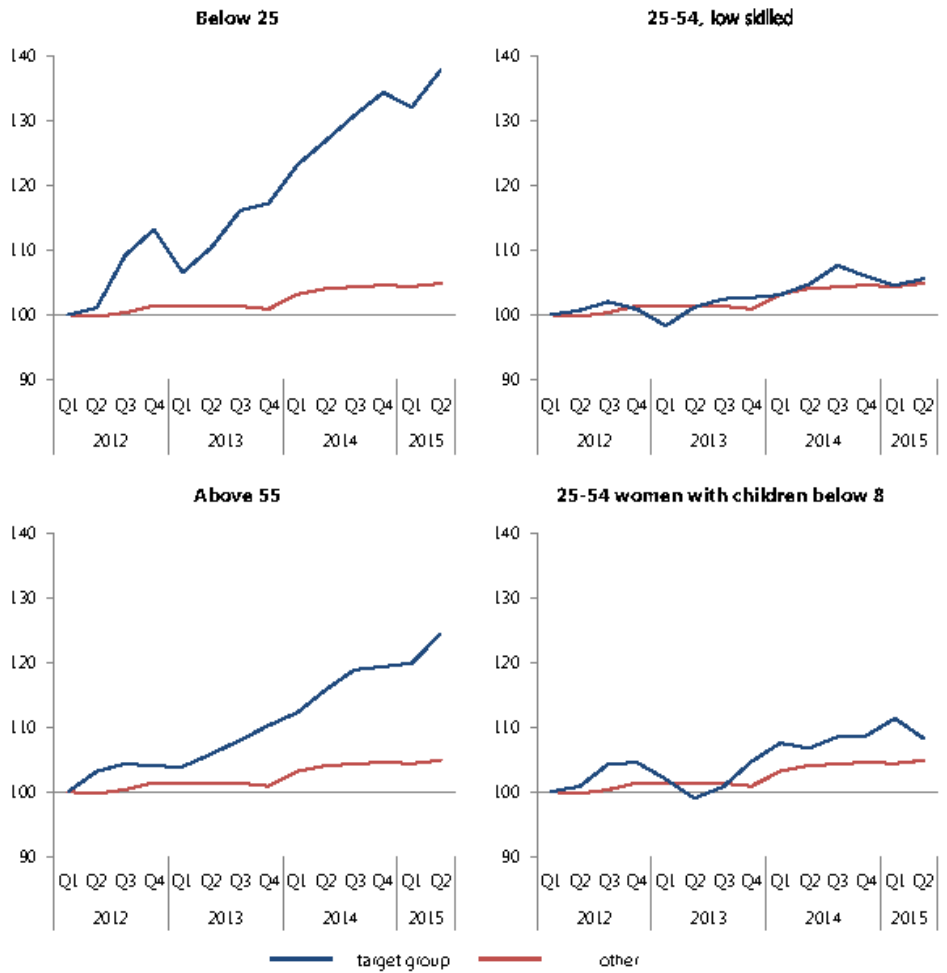 Below 25
140
130
120
110
100
90
Q1 Q2 Q3 Q4 Q1 Q2 Q3 Q4 Q1 Q2 Q3 Q4 Q1 Q2
2012 2013 2014 2015
25-54, low skilled
140
130
120
110
100
90
Q1 Q2 Q3 Q4 Q1 Q2 Q3 Q4 Q1 Q2 Q3 Q4 Q1 Q2
2012 2013 2014 2015
Above 55
140
130
120
110
100
90
Q1 Q2 Q3 Q4 Q1 Q2 Q3 Q4 Q1 Q2 Q3 Q4 Q1 Q2
2012 2013 2014 2015
25-54 women with children below 8
140
130
120
110
100
90
Q1 Q2 Q3 Q4 Q1 Q2 Q3 Q4 Q1 Q2 Q3 Q4 Q1 Q2
2012 2013 2014 2015
target group other